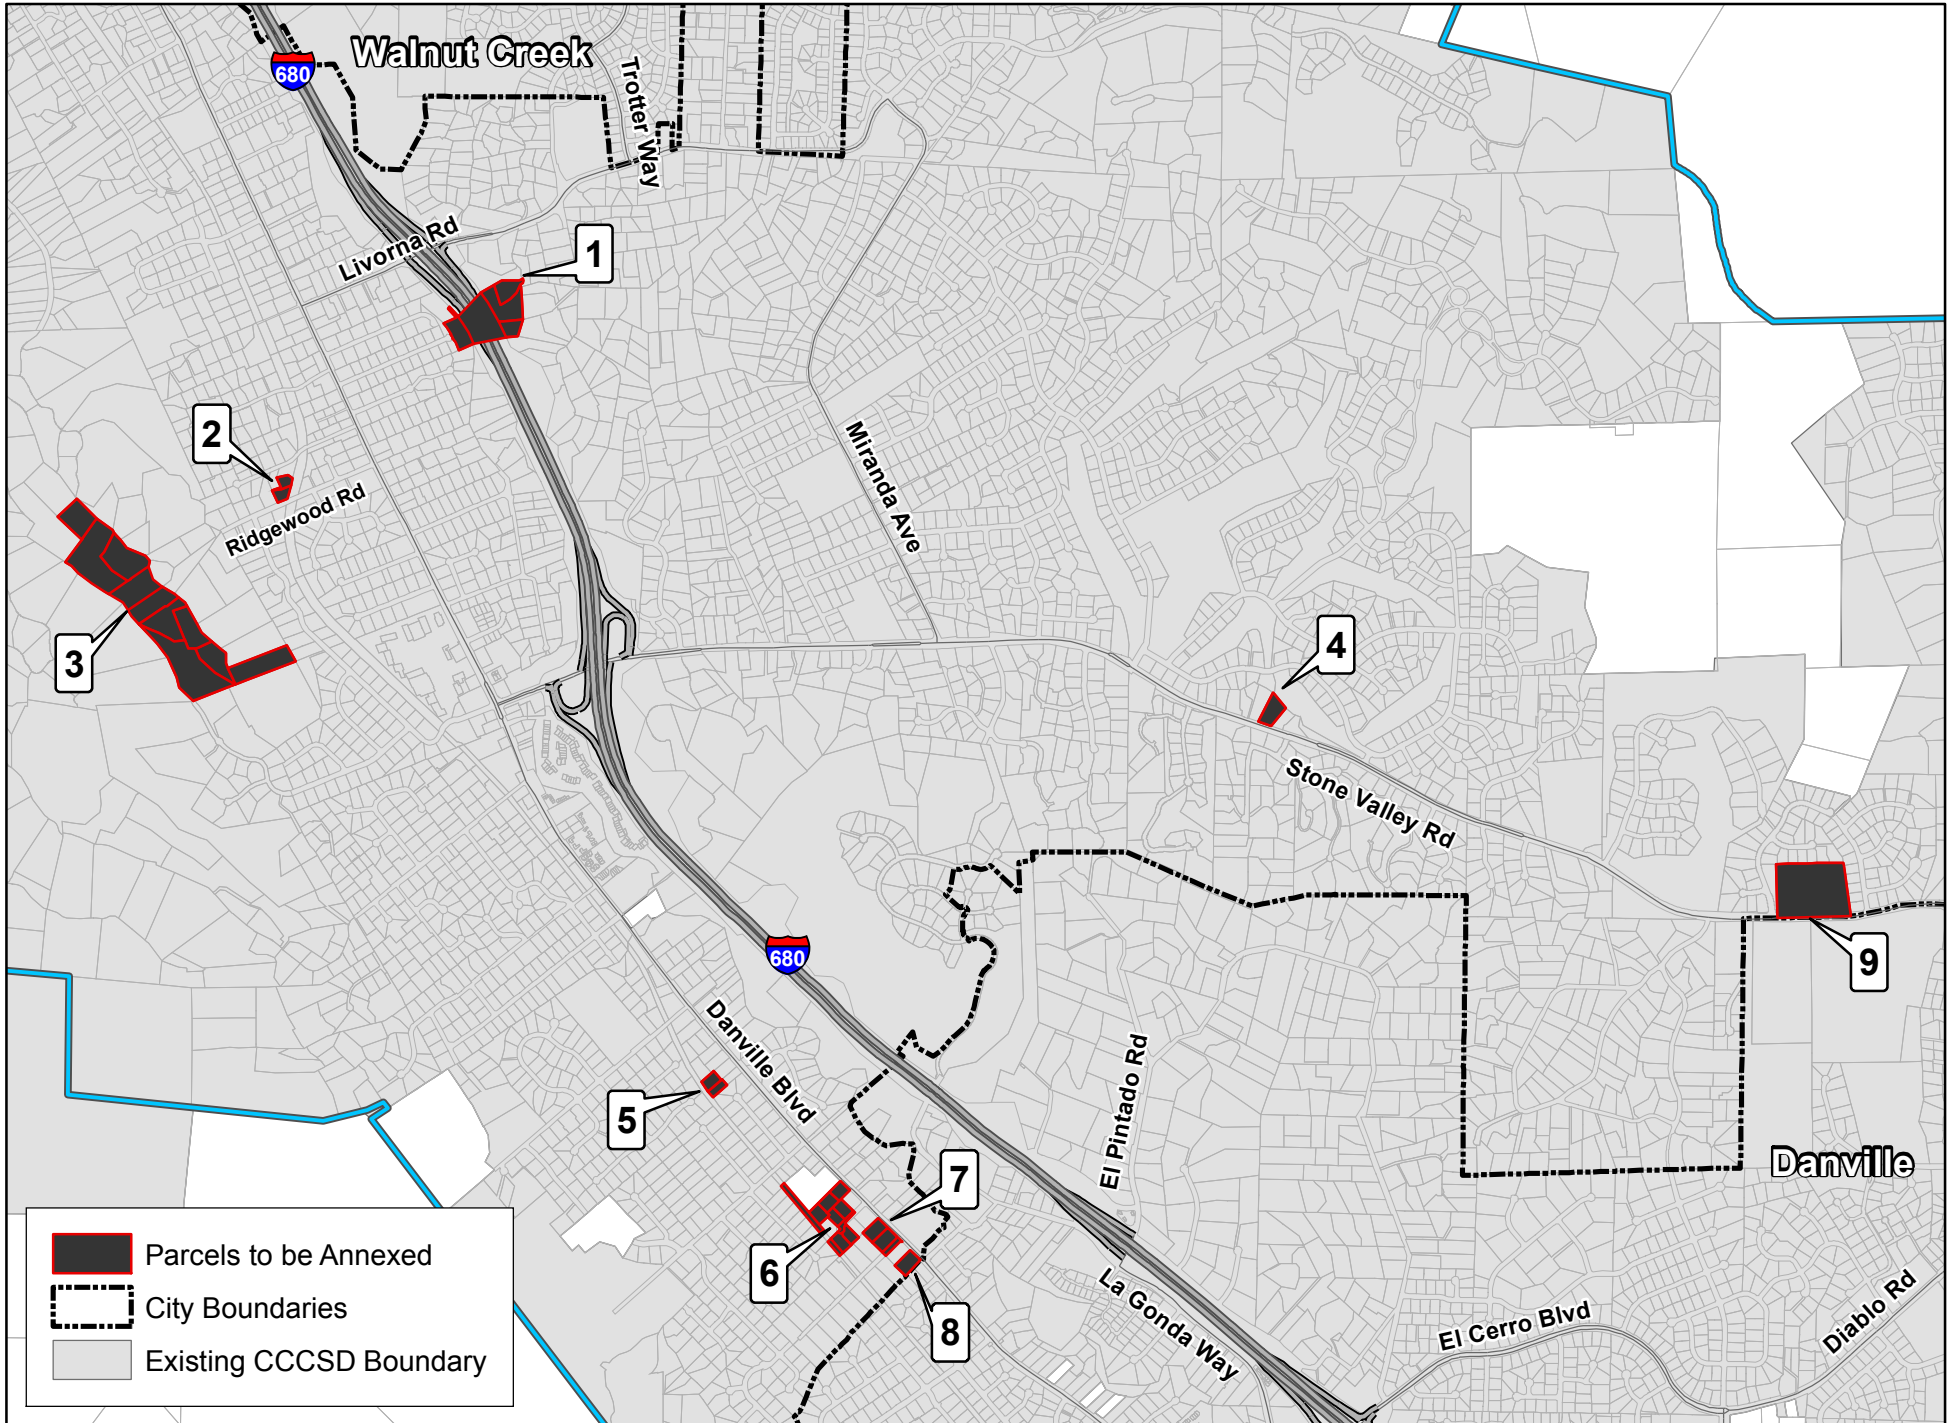 Walnut Creek
680
Trotter Way
Livorna Rd
1
2
Ridgewood Rd
Miranda Ave
3
4
Stone Valley Rd
9
680
Danville Blvd
El Pintado Rd
5
Danville
7
6
8
La Gonda Way
El Cerro Blvd
Diablo Rd
Parcels to be Annexed
City Boundaries
Existing CCCSD Boundary